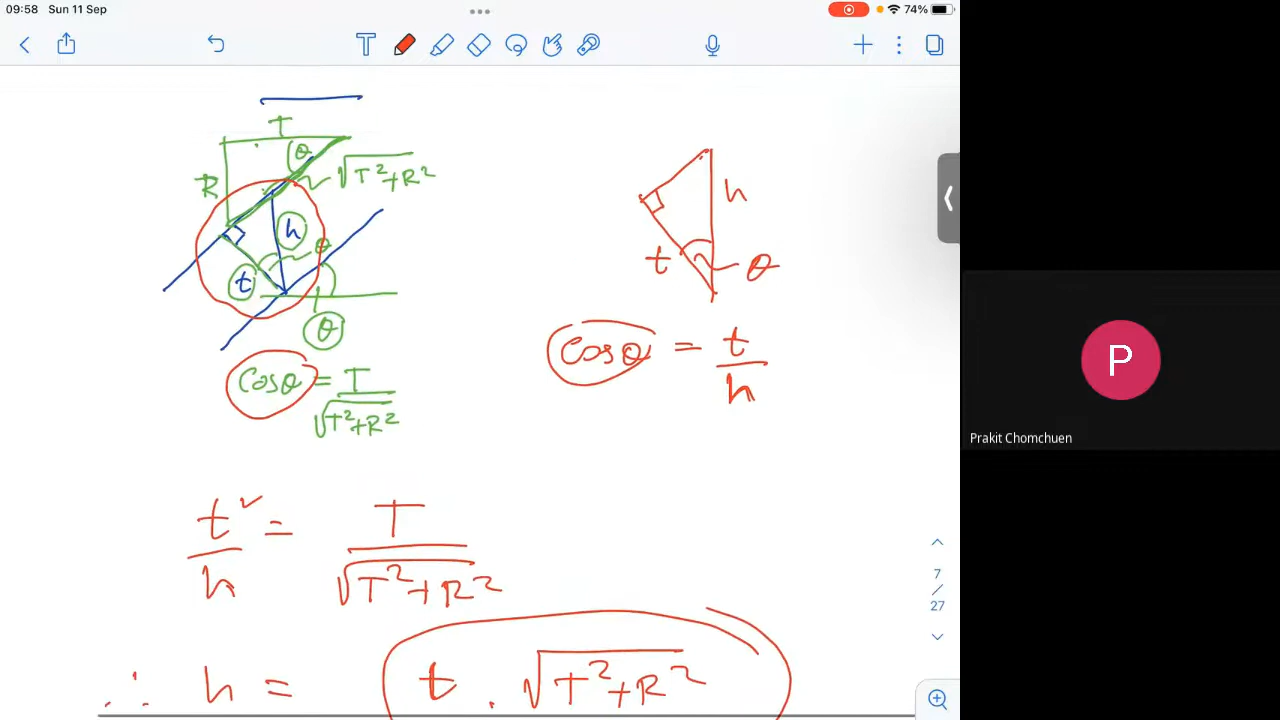 09:58 Sun 11 Sep
74%
T
T
θ
R
√T²+R²
h
θ
t
θ
cosθ = T
√T²+R²
h
t
θ
cosθ = t
h
t = T
h √T²+R²
∴ h = t . √T²+R²
7
/
27
P
Prakit Chomchuen